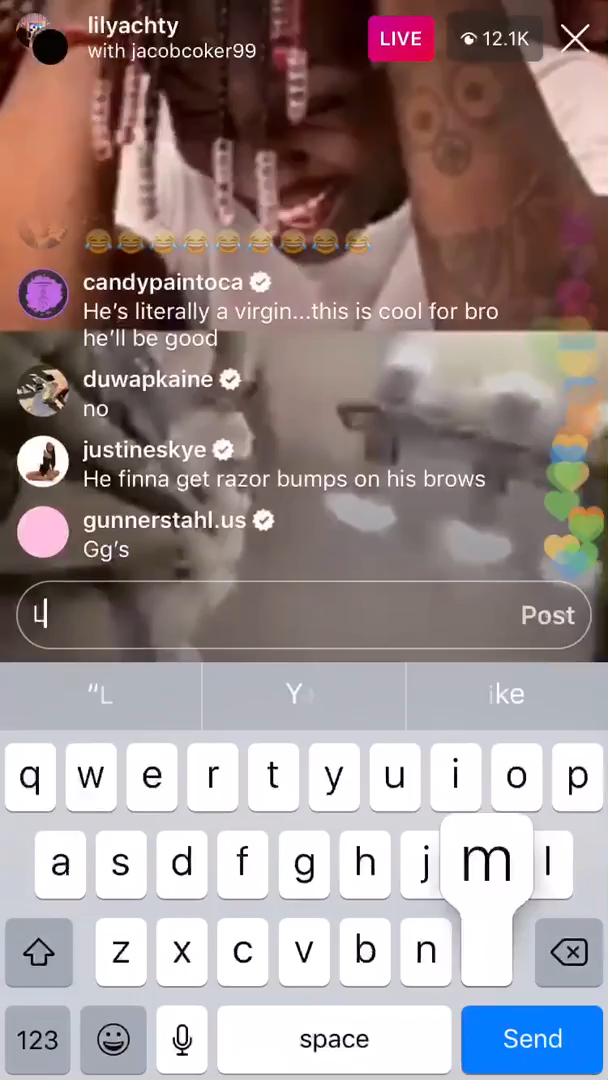 lilyachty
with jacobcoker99
LIVE
12.1K
😂😂😂😂😂😂😂😂😂
candypaintoca
He’s literally a virgin...this is cool for bro
he’ll be good
duwapkaine
no
justineskye
He finna get razor bumps on his brows
gunnerstahl.us
Gg’s
L
Post
“L
q w e r t y u i o p
a s d f g h j m l
z x c v b n
123
space
Send